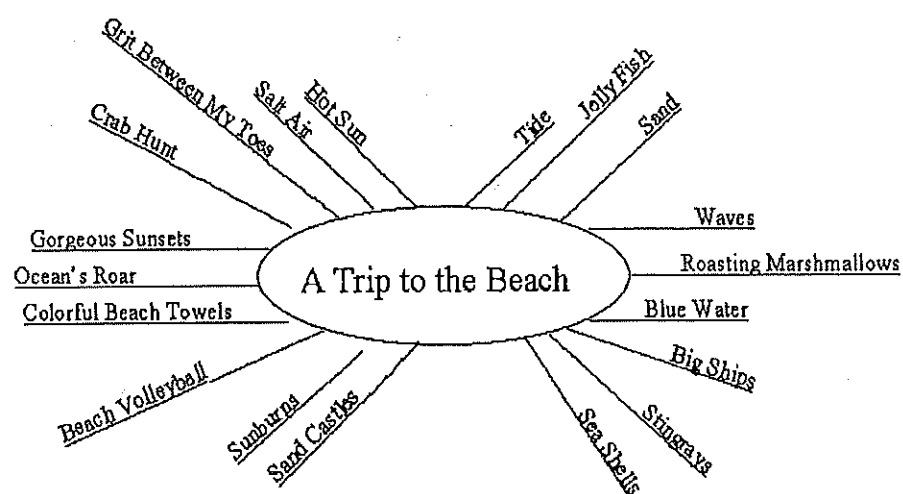 Grit Between My Toes
Salt Air
Hot Sun
Tide
Jolly Fish
Sand
Crab Hunt
Waves
Gorgeous Sunsets
Roasting Marshmallows
Ocean's Roar
A Trip to the Beach
Colorful Beach Towels
Blue Water
Big Ships
Beach Volleyball
Sunburns
Sand Castles
Sea Shells
Stingrays